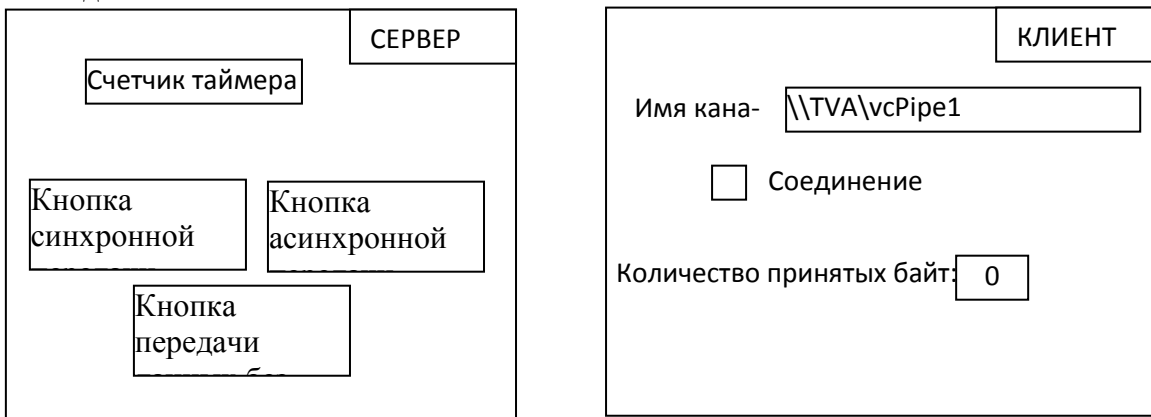 СЕРВЕР
Счетчик таймера
Кнопка
синхронной
Кнопка
асинхронной
Кнопка
передачи
КЛИЕНТ
Имя кана-
\\TVA\vcPipe1
Соединение
Количество принятых байт:
0